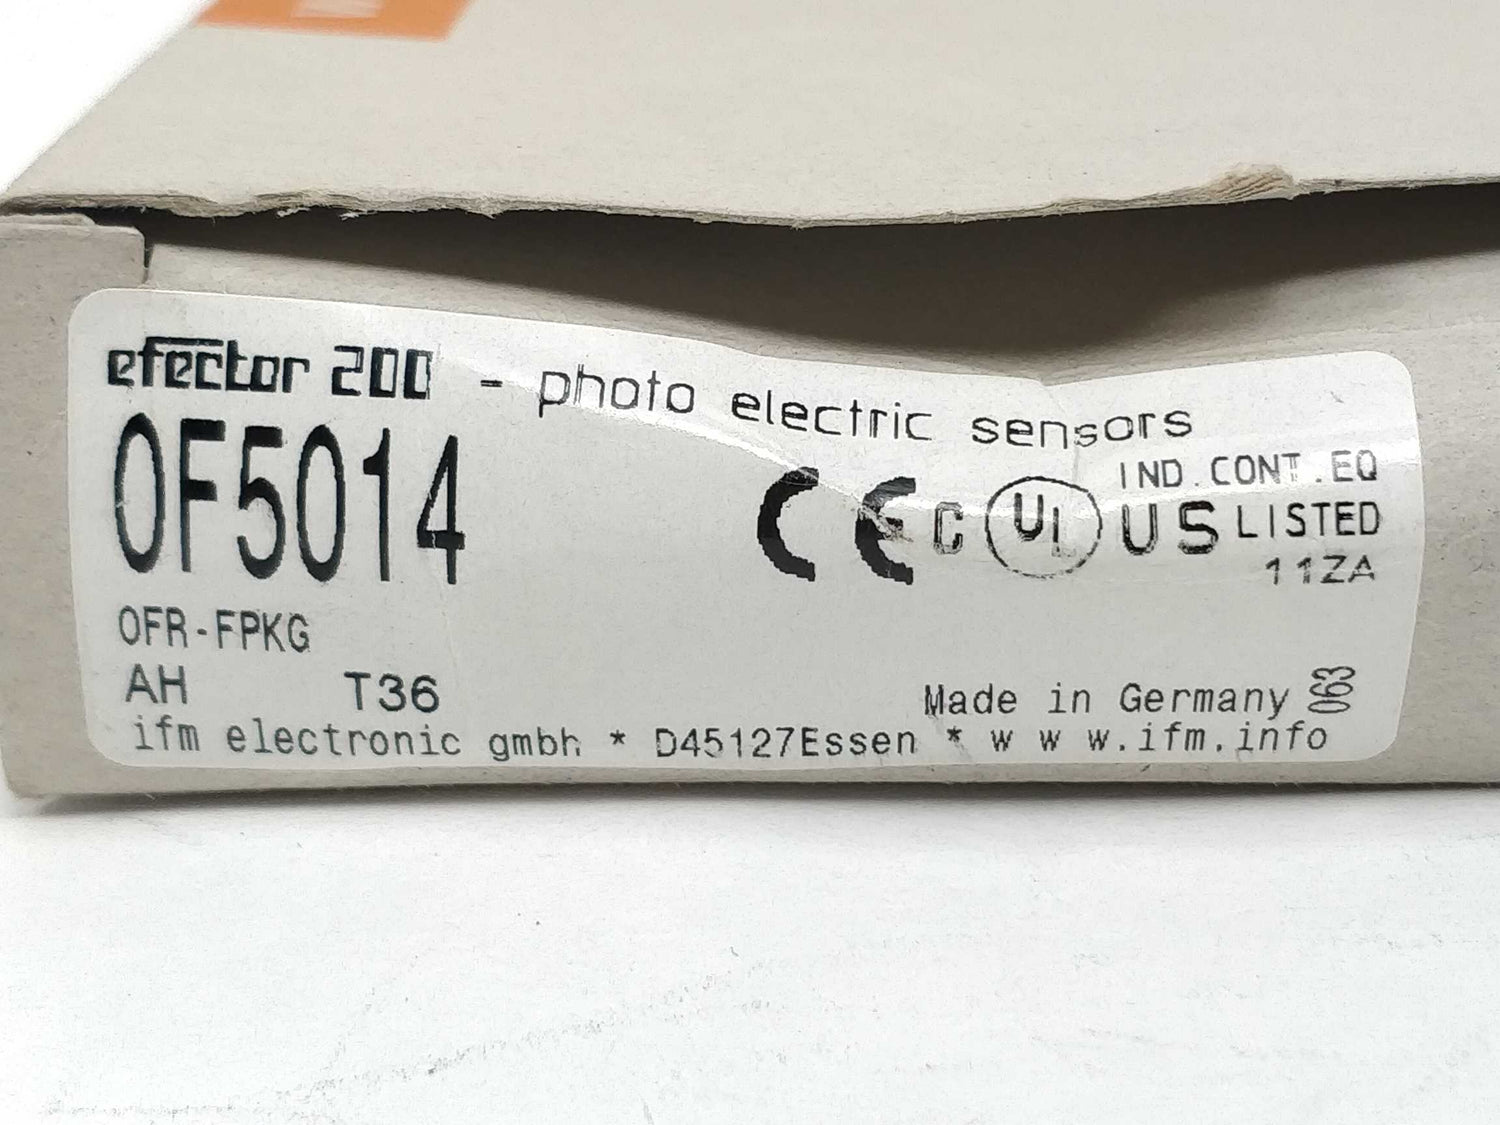 efector 200 - photo electric sensors
OF5014
CE C UL US IND.CONT.EQ
LISTED
11ZA
OFR-FPKG
AH T36
Made in Germany 063
ifm electronic gmbh * D45127Essen * w w w.ifm.info